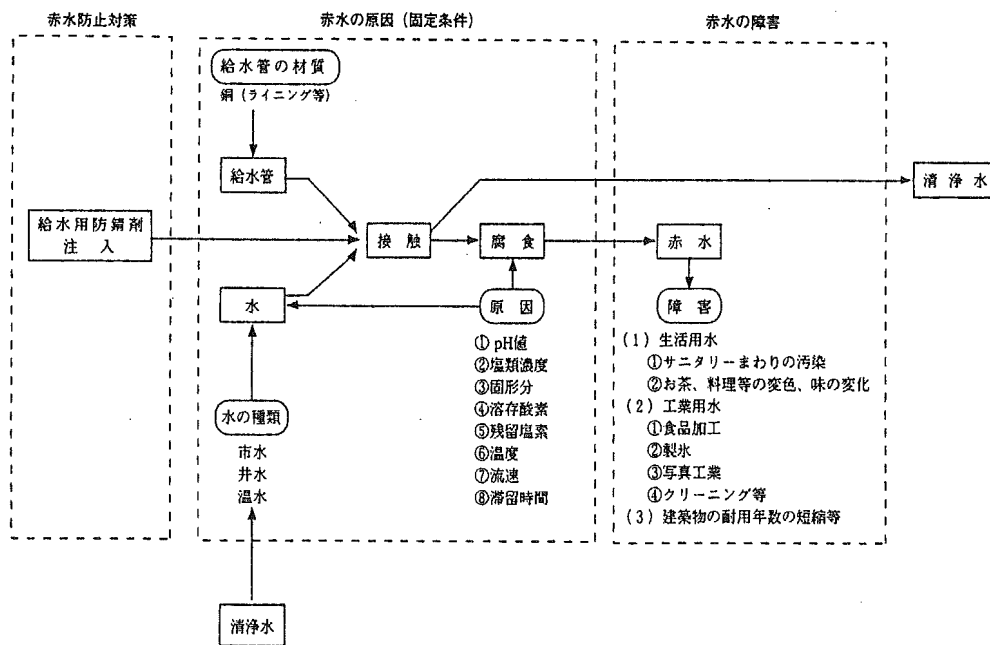 赤水防止対策
赤水の原因(固定条件)
赤水の障害
給水管の材質
鋼(ライニング等)
給水管
清浄水
給水用防錆剤
注入
接触
腐食
赤水
水
原因
障害
① pH値
②塩類濃度
③固形分
④溶存酸素
⑤残留塩素
⑥温度
⑦流速
⑧滞留時間
(1) 生活用水
①サニタリーまわりの汚染
②お茶、料理等の変色、味の変化
(2) 工業用水
①食品加工
②製氷
③写真工業
④クリーニング等
(3) 建築物の耐用年数の短縮等
水の種類
市水
井水
温水
清浄水